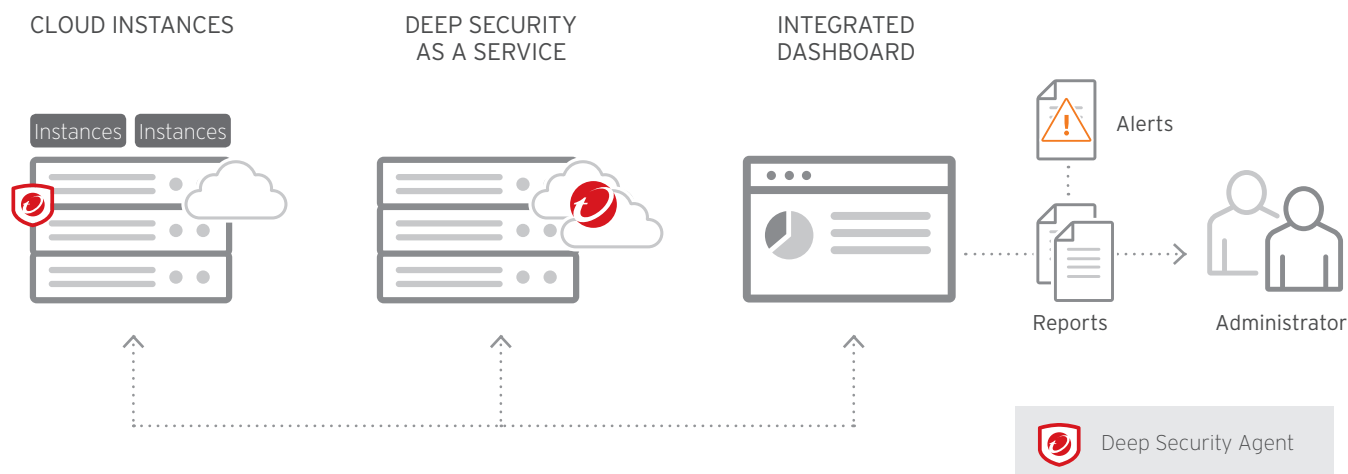 CLOUD INSTANCES
DEEP SECURITY
AS A SERVICE
INTEGRATED
DASHBOARD
Instances
Instances
Alerts
Reports
Administrator
Deep Security Agent